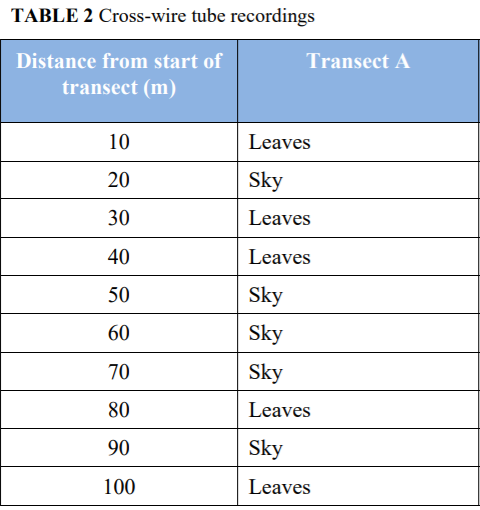 TABLE 2 Cross-wire tube recordings
Distance from start of transect (m) Transect A
10 Leaves
20 Sky
30 Leaves
40 Leaves
50 Sky
60 Sky
70 Sky
80 Leaves
90 Sky
100 Leaves